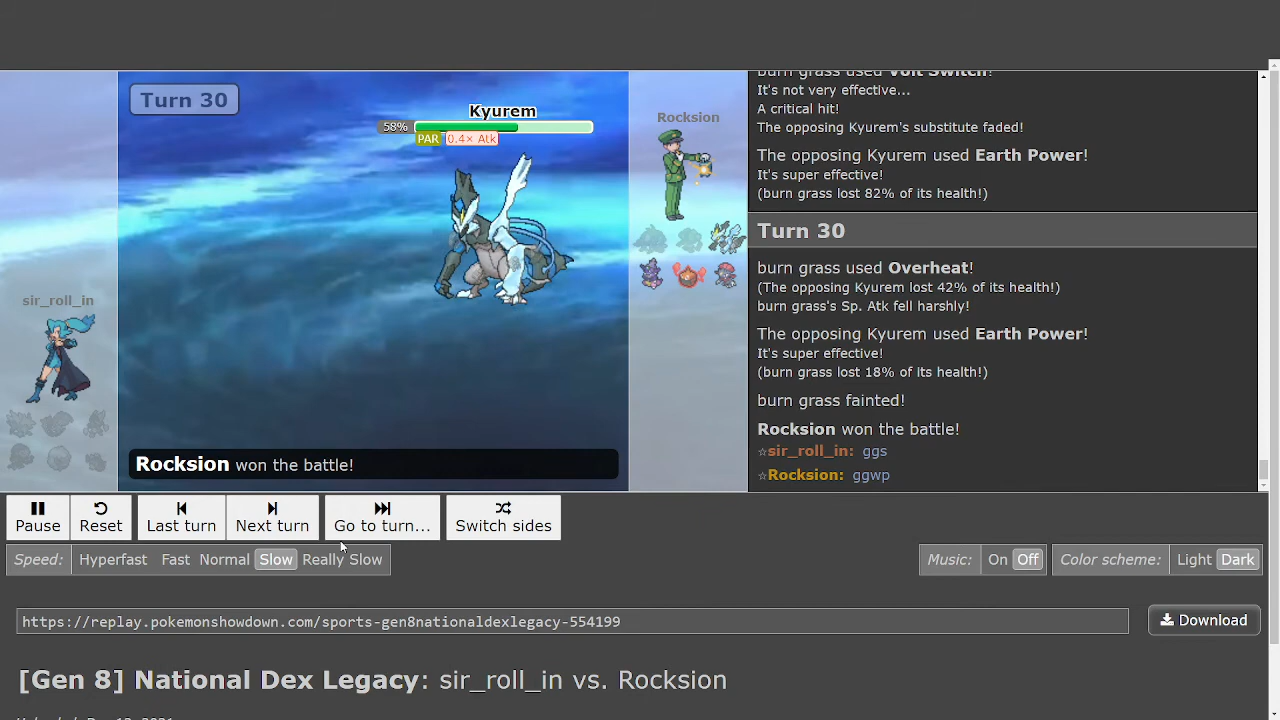 Turn 30
Kyurem
58%
PAR 0.4× Atk
Rocksion
sir_roll_in
Rocksion won the battle!
burn grass used Volt Switch!
It's not very effective...
A critical hit!
The opposing Kyurem's substitute faded!
The opposing Kyurem used Earth Power!
It's super effective!
(burn grass lost 82% of its health!)
Turn 30
burn grass used Overheat!
(The opposing Kyurem lost 42% of its health!)
burn grass's Sp. Atk fell harshly!
The opposing Kyurem used Earth Power!
It's super effective!
(burn grass lost 18% of its health!)
burn grass fainted!
Rocksion won the battle!
☆sir_roll_in: ggs
☆Rocksion: ggwp
Pause Reset Last turn Next turn Go to turn... Switch sides
Speed: Hyperfast Fast Normal Slow Really Slow
Music: On Off Color scheme: Light Dark
https://replay.pokemonshowdown.com/sports-gen8nationaldexlegacy-554199
Download
[Gen 8] National Dex Legacy: sir_roll_in vs. Rocksion